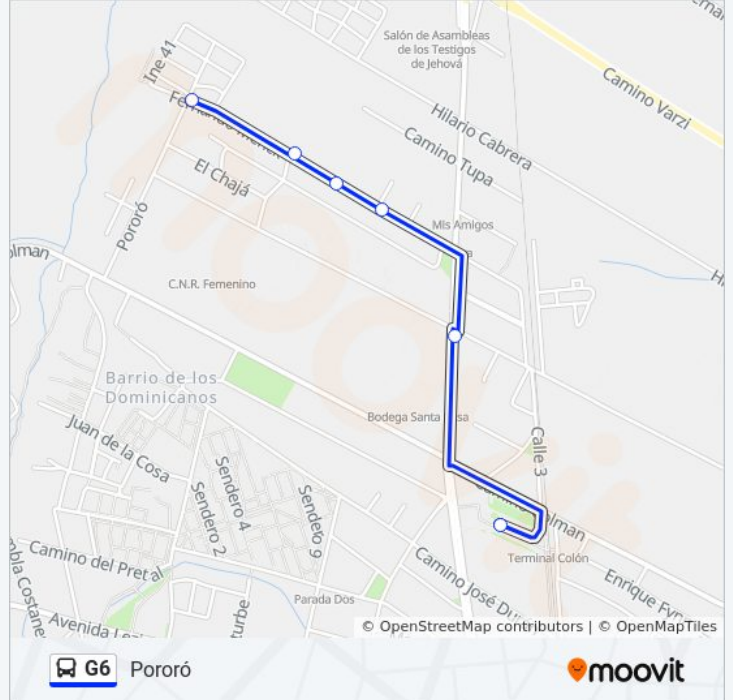 Salón de Asambleas
de los Testigos
de Jehová
Ine 41
Camino Varzi
Hilario Cabrera
Camino Tupa
El Chajá
Mis Amigos
Pororó
C.N.R. Femenino
Barrio de los
Dominicanos
Bodega Santa
Juan de la Cosa
Sendero 4
Sendero 2
Sendero 9
Calle 3
Terminal Colón
Camino del Pretal
Parada Dos
Camino José
Enrique
Avenida
© OpenStreetMap contributors | © OpenMapTiles
G6 Pororó
moovit